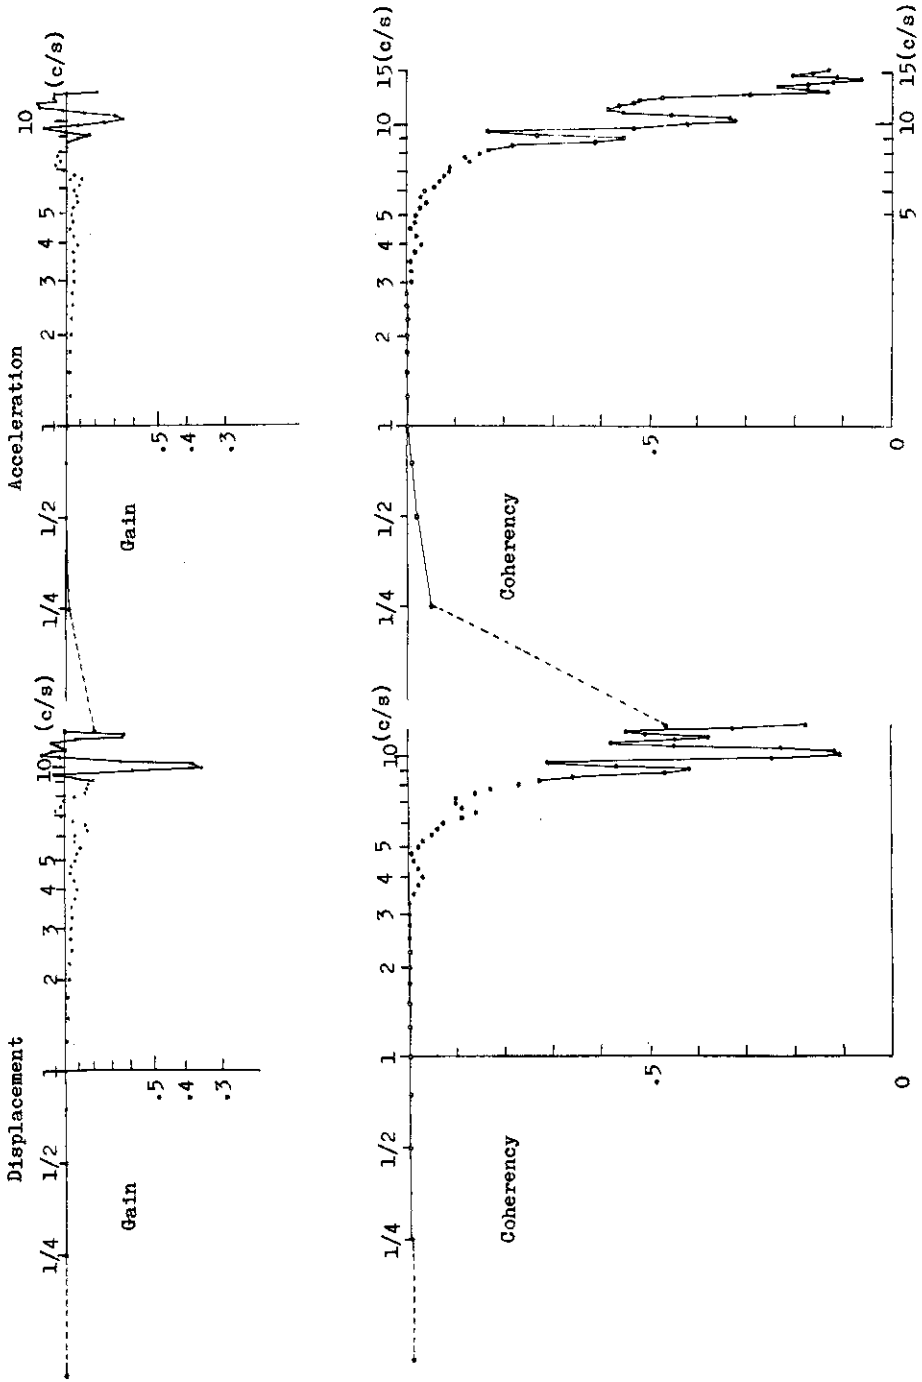 Displacement
1/4 1/2 1 2 3 4 5 10 (c/s)
Gain
.5
.4
.3
1/4 1/2 1 2 3 4 5 10 (c/s)
Coherency
.5
0
Acceleration
1/4 1/2 1 2 3 4 5 10 (c/s)
Gain
.5
.4
.3
1/4 1/2 1 2 3 4 5 10 15(c/s)
Coherency
.5
0
5 10 15(c/s)